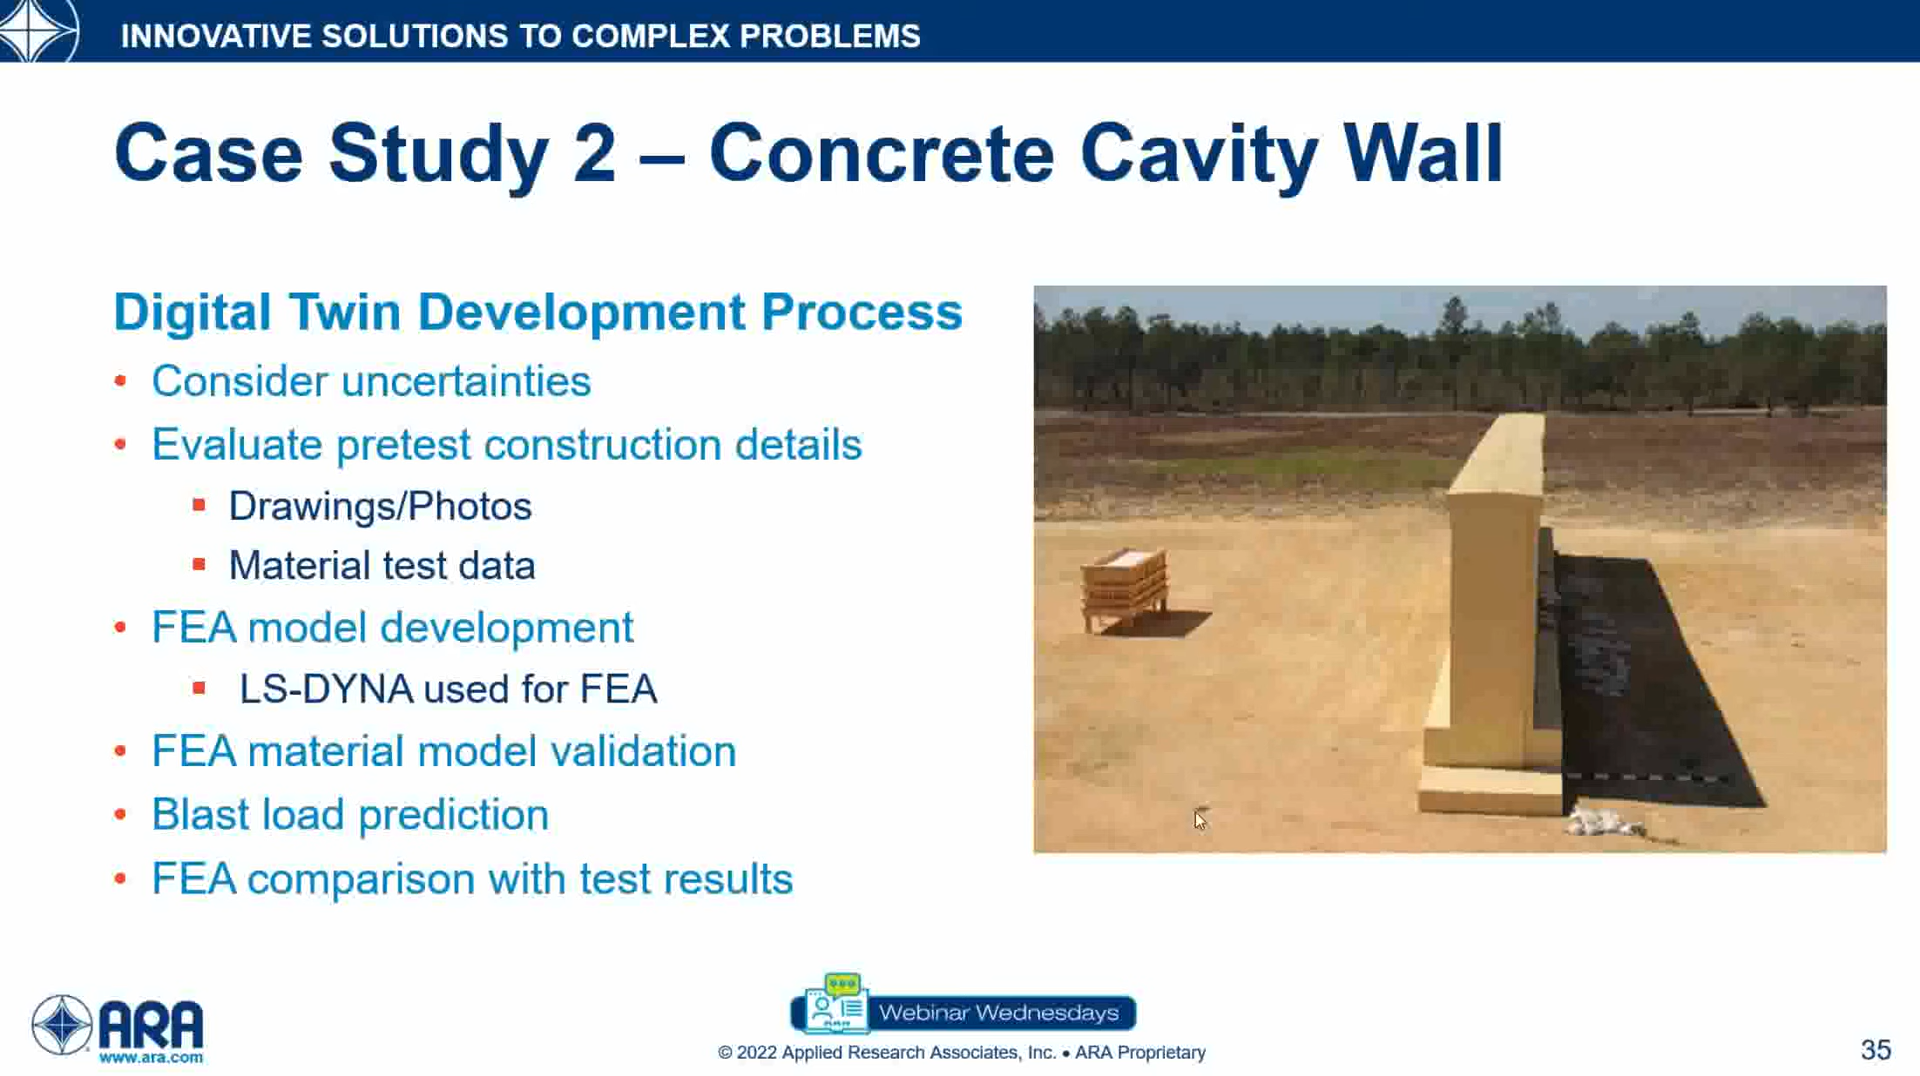 INNOVATIVE SOLUTIONS TO COMPLEX PROBLEMS
Case Study 2 – Concrete Cavity Wall
Digital Twin Development Process
• Consider uncertainties
• Evaluate pretest construction details
▪ Drawings/Photos
▪ Material test data
• FEA model development
▪ LS-DYNA used for FEA
• FEA material model validation
• Blast load prediction
• FEA comparison with test results
ARA
www.ara.com
Webinar Wednesdays
© 2022 Applied Research Associates, Inc. • ARA Proprietary
35